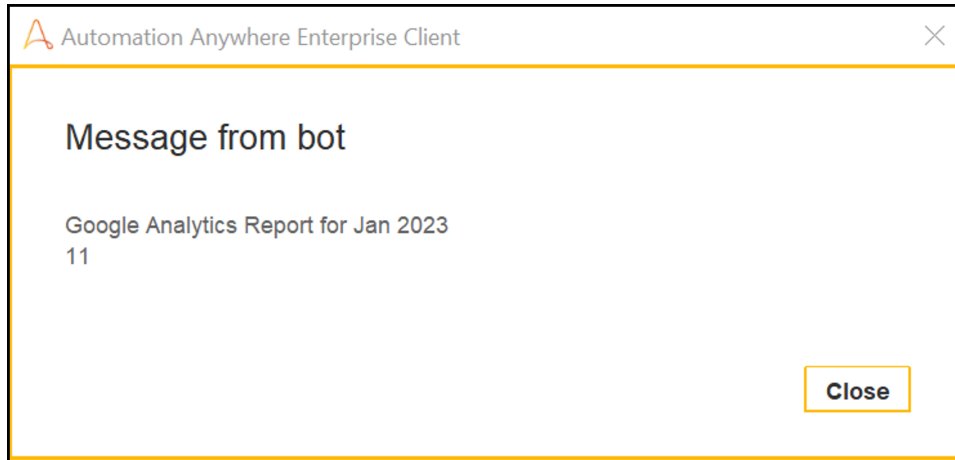 Automation Anywhere Enterprise Client
Message from bot
Google Analytics Report for Jan 2023
11
Close